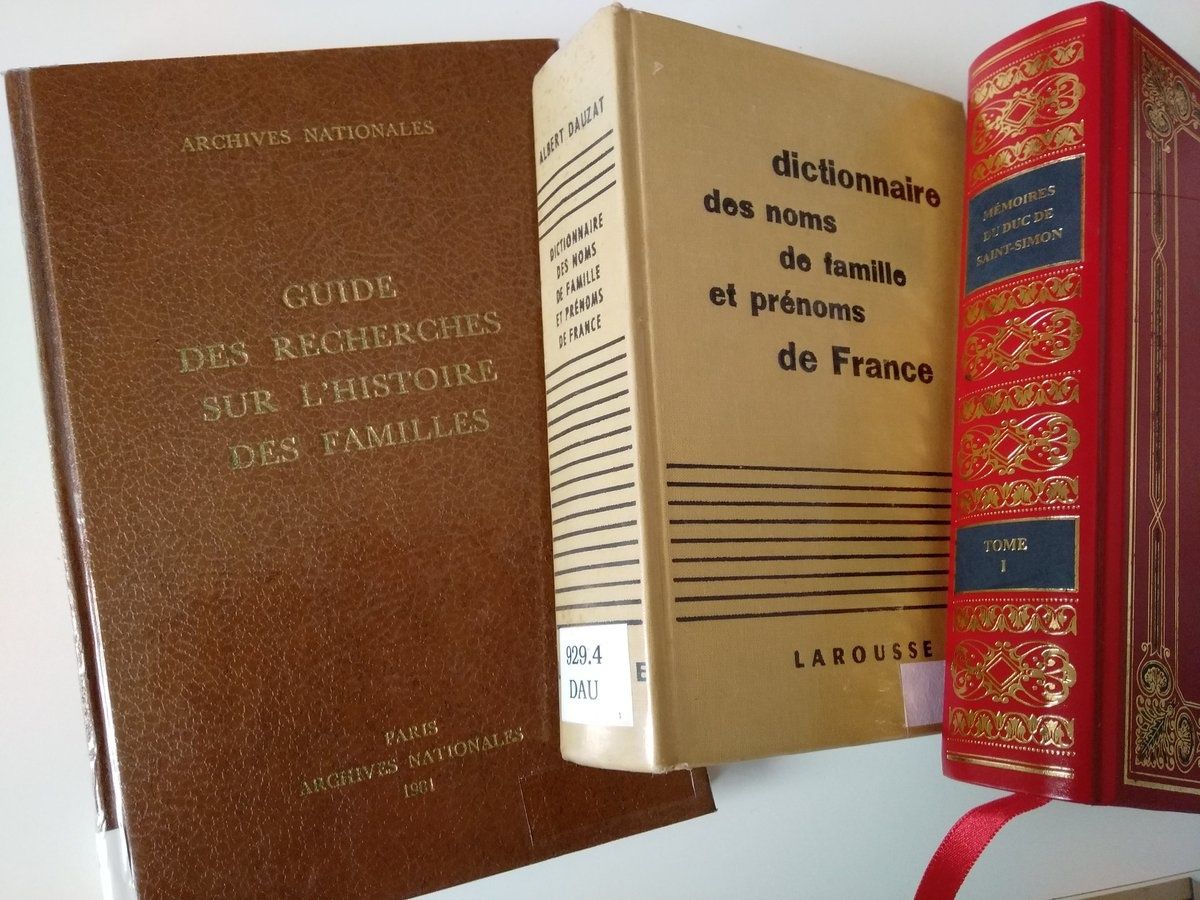 ARCHIVES NATIONALES
GUIDE
DES RECHERCHES
SUR L'HISTOIRE
DES FAMILLES
PARIS
ARCHIVES NATIONALES
1981
ALBERT DAUZAT
DICTIONNAIRE
DES NOMS
DE FAMILLE
ET PRÉNOMS
DE FRANCE
929.4
DAU
dictionnaire
des noms
de famille
et prénoms
de France
LAROUSSE
MÉMOIRES
DU DUC DE
SAINT-SIMON
TOME
I